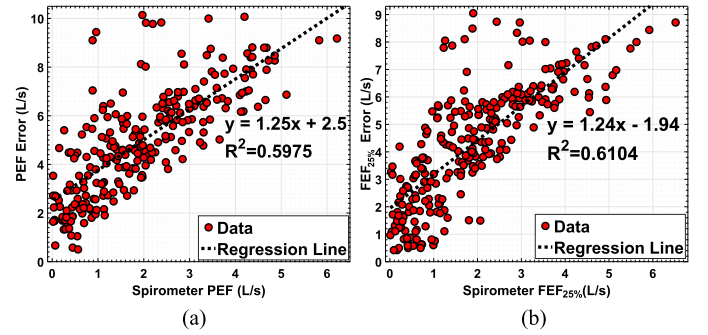 10
8
6
4
2
0
PEF Error (L/s)
y = 1.25x + 2.5
R²=0.5975
Data
Regression Line
0 1 2 3 4 5 6
Spirometer PEF (L/s)
(a)
9
8
7
6
5
4
3
2
1
0
FEF25% Error (L/s)
y = 1.24x - 1.94
R²=0.6104
Data
Regression Line
0 1 2 3 4 5 6
Spirometer FEF25%(L/s)
(b)